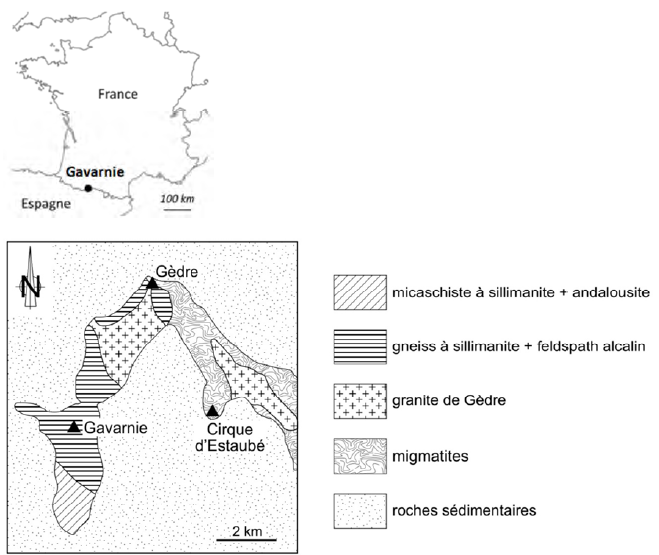 France
Gavarnie
Espagne
100 km
N
Gèdre
Gavarnie
Cirque
d'Estaubé
2 km
micaschiste à sillimanite + andalousite
gneiss à sillimanite + feldspath alcalin
granite de Gèdre
migmatites
roches sédimentaires